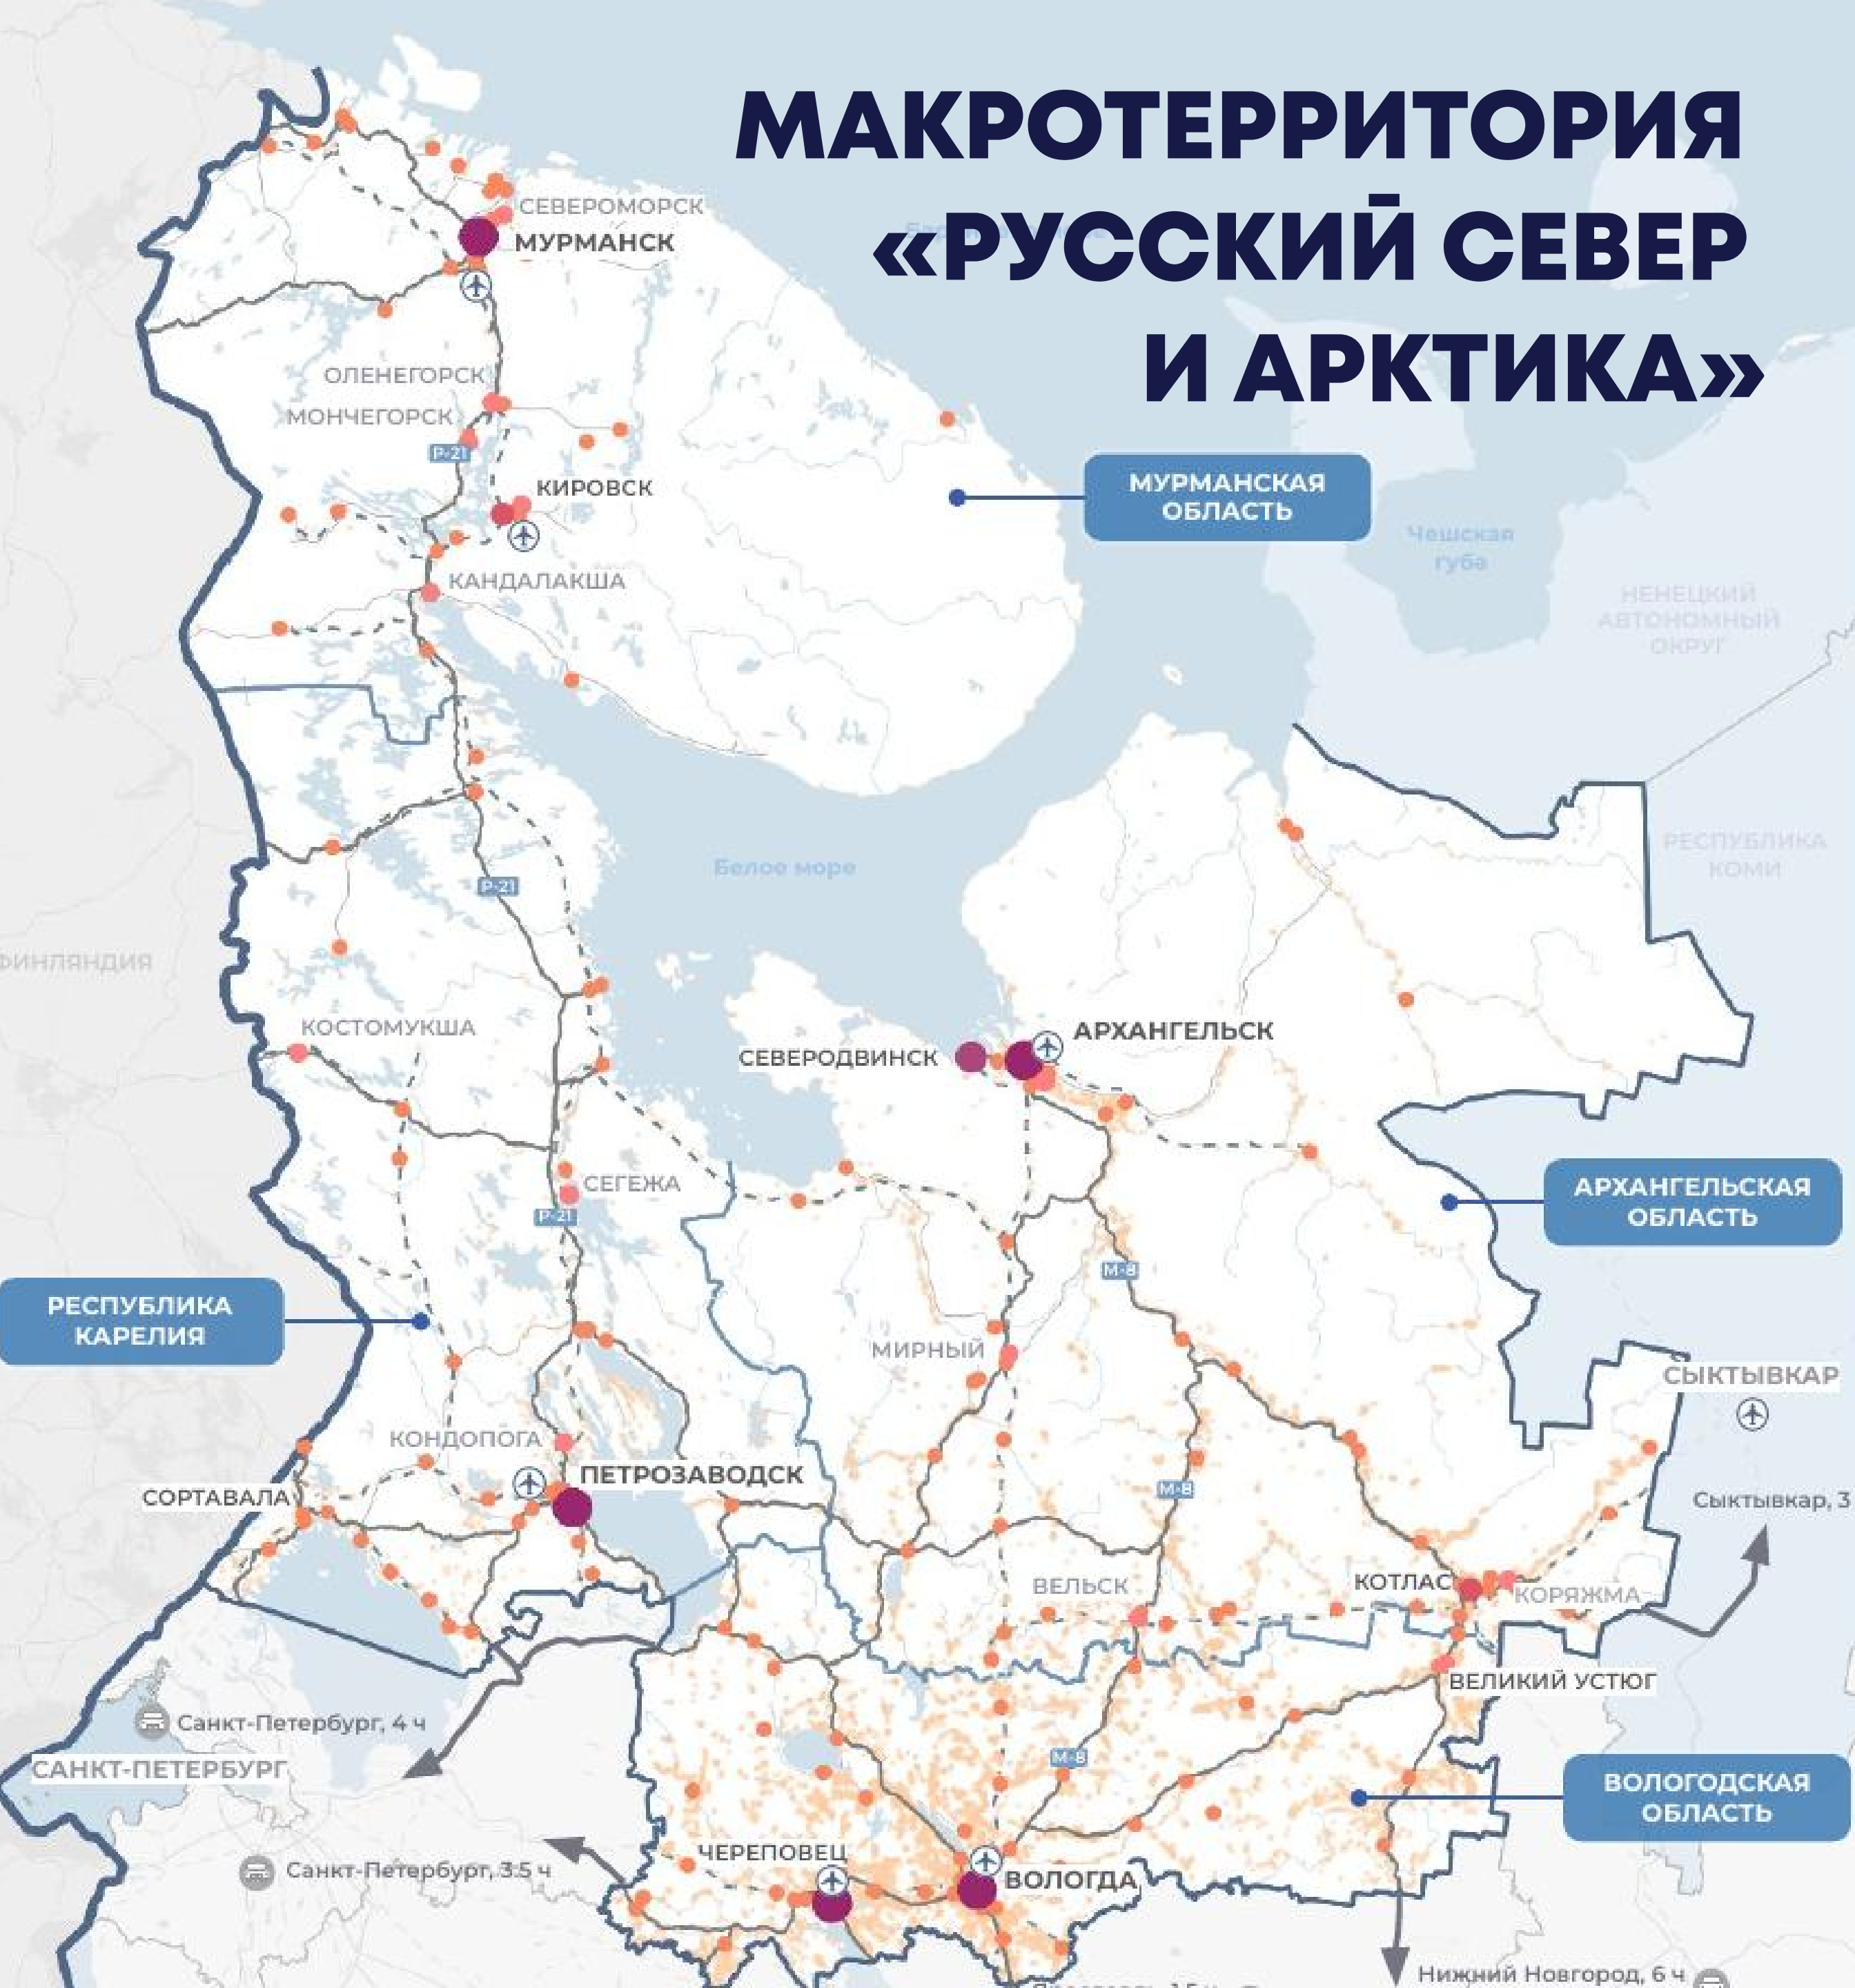 МАКРОТЕРРИТОРИЯ
«РУССКИЙ СЕВЕР
И АРКТИКА»
СЕВЕРОМОРСК
МУРМАНСК
ОЛЕНЕГОРСК
МОНЧЕГОРСК
Р-21
КИРОВСК
МУРМАНСКАЯ
ОБЛАСТЬ
Чешская
губа
КАНДАЛАКША
НЕНЕЦКИЙ
АВТОНОМНЫЙ
ОКРУГ
РЕСПУБЛИКА
КОМИ
Белое море
Р-21
ФИНЛЯНДИЯ
КОСТОМУКША
АРХАНГЕЛЬСК
СЕВЕРОДВИНСК
СЕГЕЖА
Р-21
АРХАНГЕЛЬСКАЯ
ОБЛАСТЬ
М-8
РЕСПУБЛИКА
КАРЕЛИЯ
МИРНЫЙ
СЫКТЫВКАР
КОНДОПОГА
ПЕТРОЗАВОДСК
СОРТАВАЛА
М-8
Сыктывкар, 3
ВЕЛЬСК
КОТЛАС
КОРЯЖМА
ВЕЛИКИЙ УСТЮГ
Санкт-Петербург, 4 ч
САНКТ-ПЕТЕРБУРГ
М-8
ВОЛОГОДСКАЯ
ОБЛАСТЬ
ЧЕРЕПОВЕЦ
Санкт-Петербург, 3.5 ч
ВОЛОГДА
Нижний Новгород, 6 ч